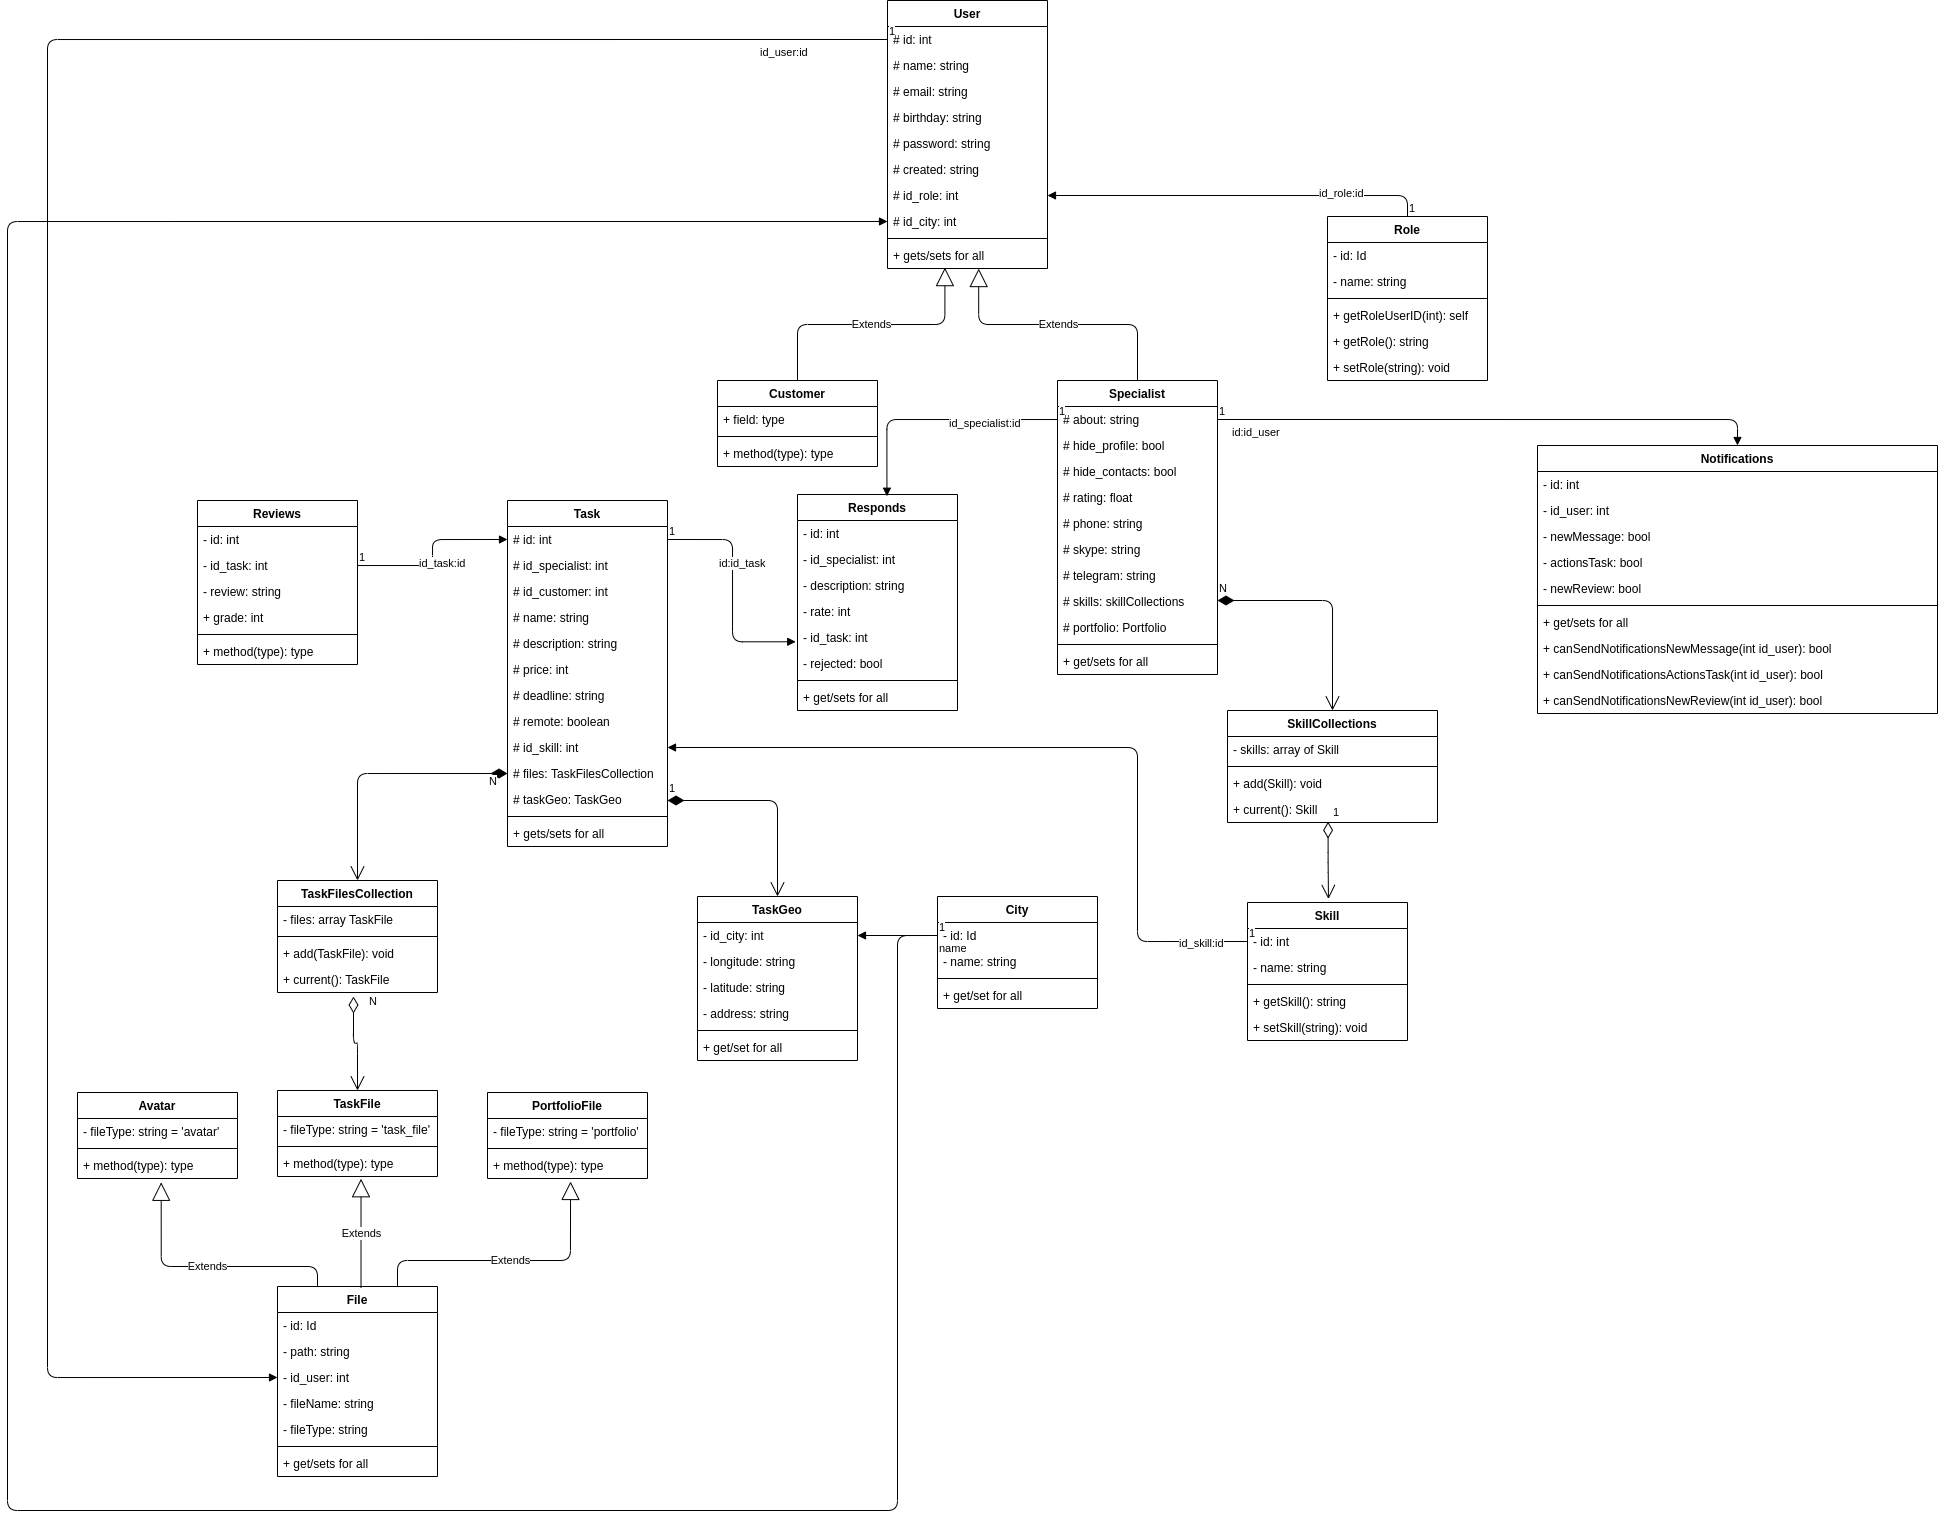 User
1
# id: int
# name: string
# email: string
# birthday: string
# password: string
# created: string
# id_role: int
# id_city: int
+ gets/sets for all
id_user:id
id_role:id
1
Role
- id: Id
- name: string
+ getRoleUserID(int): self
+ getRole(): string
+ setRole(string): void
Extends
Extends
Customer
+ field: type
+ method(type): type
Specialist
1
# about: string
# hide_profile: bool
# hide_contacts: bool
# rating: float
# phone: string
# skype: string
# telegram: string
# skills: skillCollections
# portfolio: Portfolio
+ get/sets for all
id_specialist:id
1
id:id_user
N
Notifications
- id: int
- id_user: int
- newMessage: bool
- actionsTask: bool
- newReview: bool
+ get/sets for all
+ canSendNotificationsNewMessage(int id_user): bool
+ canSendNotificationsActionsTask(int id_user): bool
+ canSendNotificationsNewReview(int id_user): bool
Reviews
- id: int
- id_task: int
- review: string
+ grade: int
+ method(type): type
1
id_task:id
Task
# id: int
# id_specialist: int
# id_customer: int
# name: string
# description: string
# price: int
# deadline: string
# remote: boolean
# id_skill: int
# files: TaskFilesCollection
# taskGeo: TaskGeo
+ gets/sets for all
1
id:id_task
N
1
Responds
- id: int
- id_specialist: int
- description: string
- rate: int
- id_task: int
- rejected: bool
+ get/sets for all
SkillCollections
- skills: array of Skill
+ add(Skill): void
+ current(): Skill
1
TaskFilesCollection
- files: array TaskFile
+ add(TaskFile): void
+ current(): TaskFile
N
TaskGeo
- id_city: int
- longitude: string
- latitude: string
- address: string
+ get/set for all
City
1
- id: Id
name
- name: string
+ get/set for all
id_skill:id
Skill
1
- id: int
- name: string
+ getSkill(): string
+ setSkill(string): void
Avatar
- fileType: string = 'avatar'
+ method(type): type
TaskFile
- fileType: string = 'task_file'
+ method(type): type
PortfolioFile
- fileType: string = 'portfolio'
+ method(type): type
Extends
Extends
Extends
File
- id: Id
- path: string
- id_user: int
- fileName: string
- fileType: string
+ get/sets for all